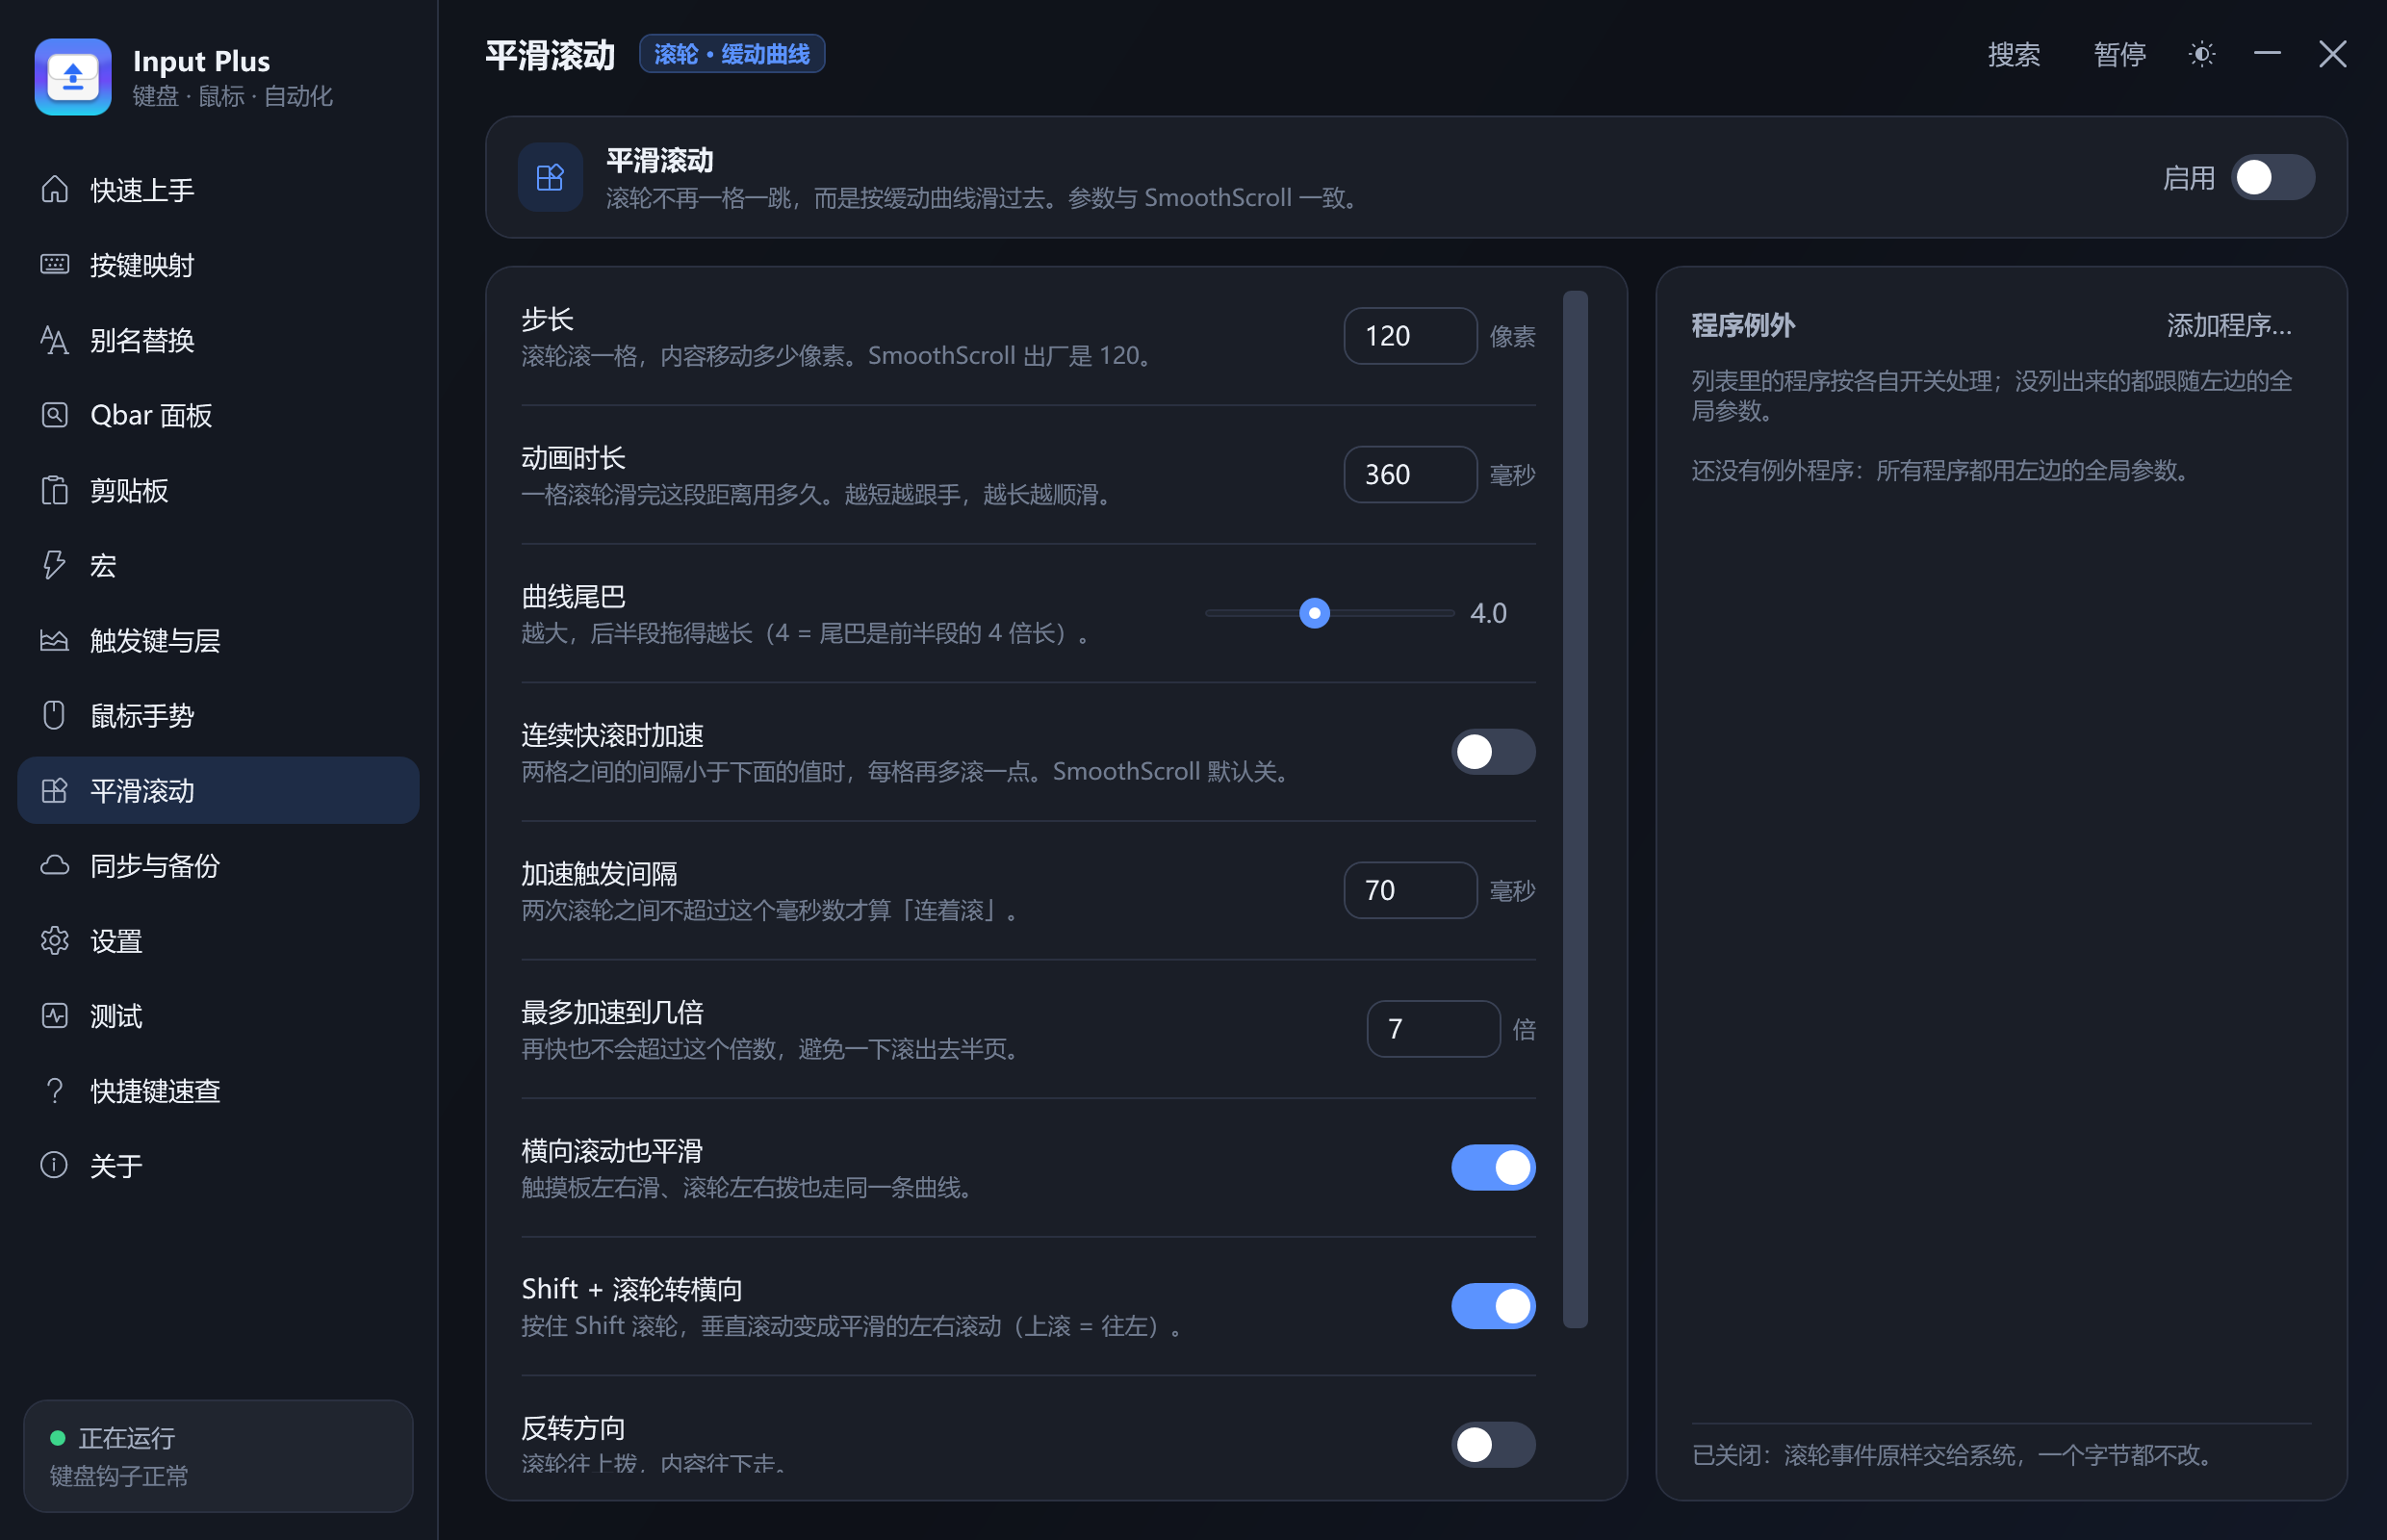 Input Plus
键盘 · 鼠标 · 自动化
快速上手
按键映射
别名替换
Qbar 面板
剪贴板
宏
触发键与层
鼠标手势
平滑滚动
同步与备份
设置
测试
快捷键速查
关于
正在运行
键盘钩子正常
平滑滚动
滚轮 • 缓动曲线
搜索
暂停
平滑滚动
滚轮不再一格一跳，而是按缓动曲线滑过去。参数与 SmoothScroll 一致。
启用
步长
滚轮滚一格，内容移动多少像素。SmoothScroll 出厂是 120。
120 像素
动画时长
一格滚轮滑完这段距离用多久。越短越跟手，越长越顺滑。
360 毫秒
曲线尾巴
越大，后半段拖得越长（4 = 尾巴是前半段的 4 倍长）。
4.0
连续快滚时加速
两格之间的间隔小于下面的值时，每格再多滚一点。SmoothScroll 默认关。
加速触发间隔
两次滚轮之间不超过这个毫秒数才算「连着滚」。
70 毫秒
最多加速到几倍
再快也不会超过这个倍数，避免一下滚出去半页。
7 倍
横向滚动也平滑
触摸板左右滑、滚轮左右拨也走同一条曲线。
Shift + 滚轮转横向
按住 Shift 滚轮，垂直滚动变成平滑的左右滚动（上滚 = 往左）。
反转方向
滚轮往上拨，内容往下走。
程序例外
添加程序...
列表里的程序按各自开关处理；没列出来的都跟随左边的全
局参数。
还没有例外程序：所有程序都用左边的全局参数。
已关闭：滚轮事件原样交给系统，一个字节都不改。